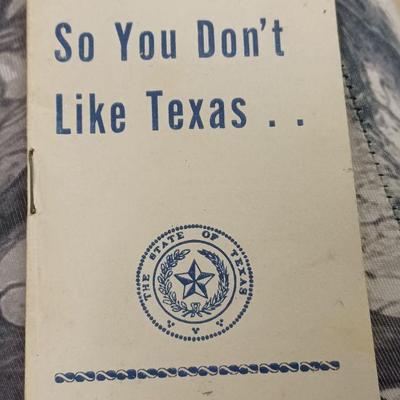 So You Don't
Like Texas . .
THE STATE OF TEXAS